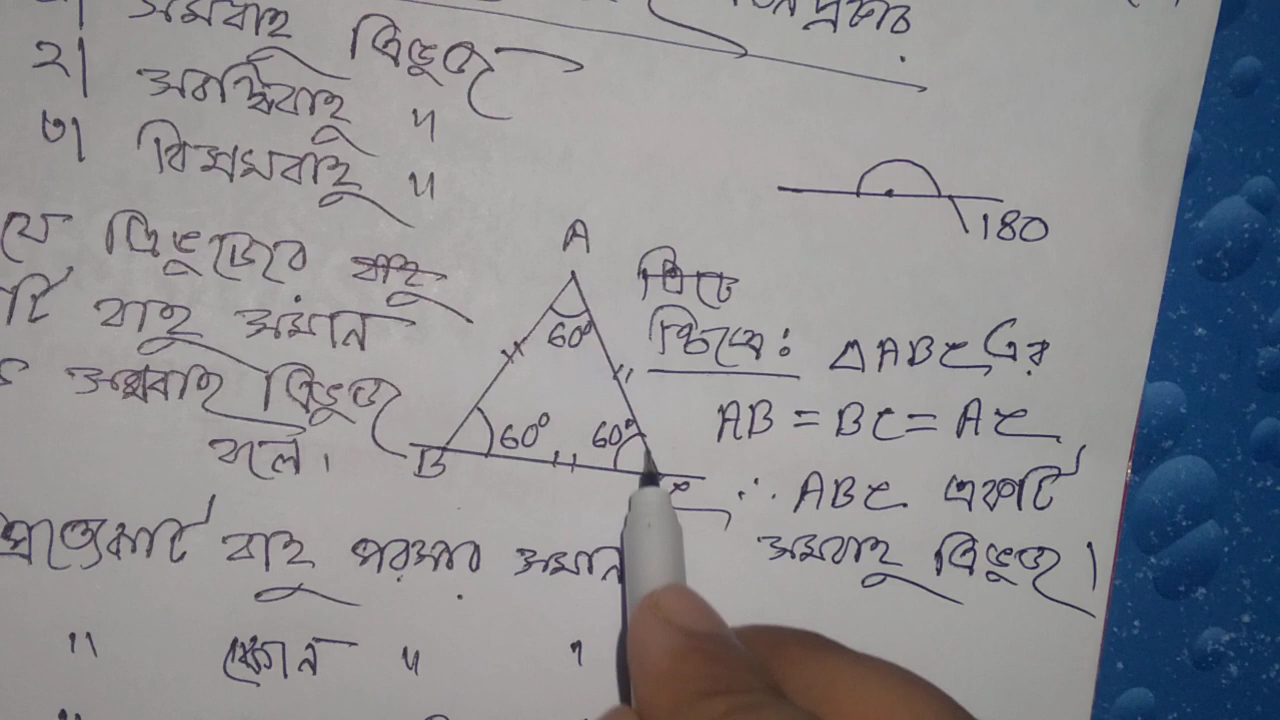 সমবাহু ত্রিভুজ
২| সমদ্বিবাহু "
৩| বিষমবাহু "
180
যে ত্রিভুজের বাহু
টি বাহু সমান
সমবাহু ত্রিভুজ
বলে।
A
60°
B
60°
60°
C
চিত্রে: △ABC এর
AB = BC = AC
∴ ABC একটি
সমবাহু ত্রিভুজ।
প্রত্যেকটি বাহু পরস্পর সমান
" কোন " "